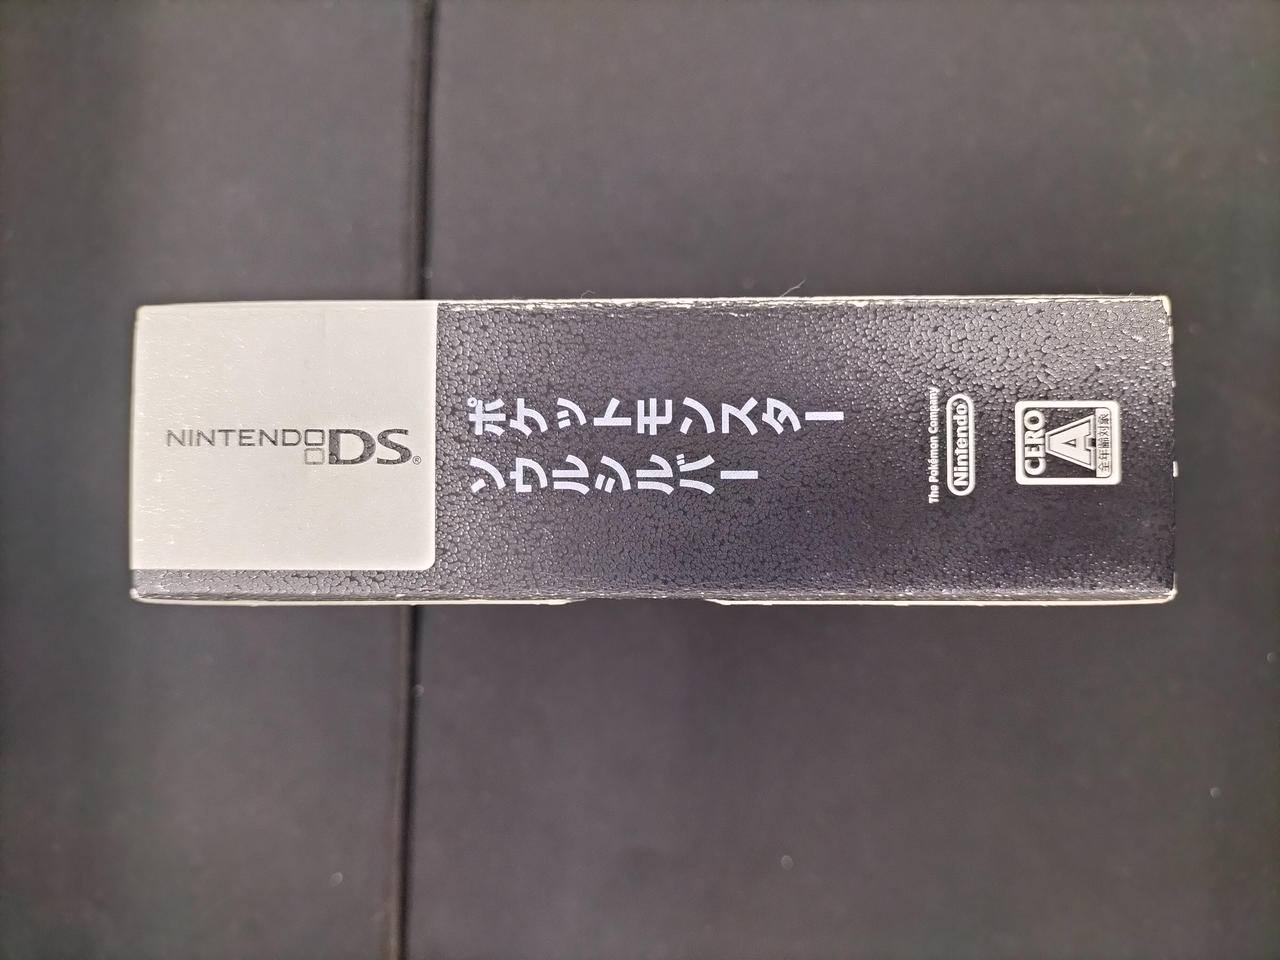 NINTENDO DS®
ポケットモンスター
ソウルシルバー
The Pokémon Company
Nintendo®
CERO
A
全年齢対象